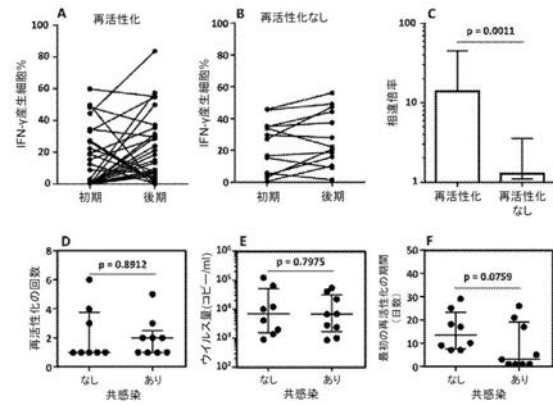 A
再活性化
IFN-γ産生細胞%
100
80
60
40
20
0
初期
後期
B
再活性化なし
IFN-γ産生細胞%
100
80
60
40
20
0
初期
後期
C
p = 0.0011
相違倍率
100
10
1
再活性化
再活性化
なし
D
p = 0.8912
再活性化の回数
8
6
4
2
0
なし
あり
共感染
E
p = 0.7975
ウイルス量(コピー/ml)
10⁶
10⁵
10⁴
10³
10²
なし
あり
共感染
F
p = 0.0759
最初の再活性化の期間
(日数)
50
40
30
20
10
0
なし
あり
共感染